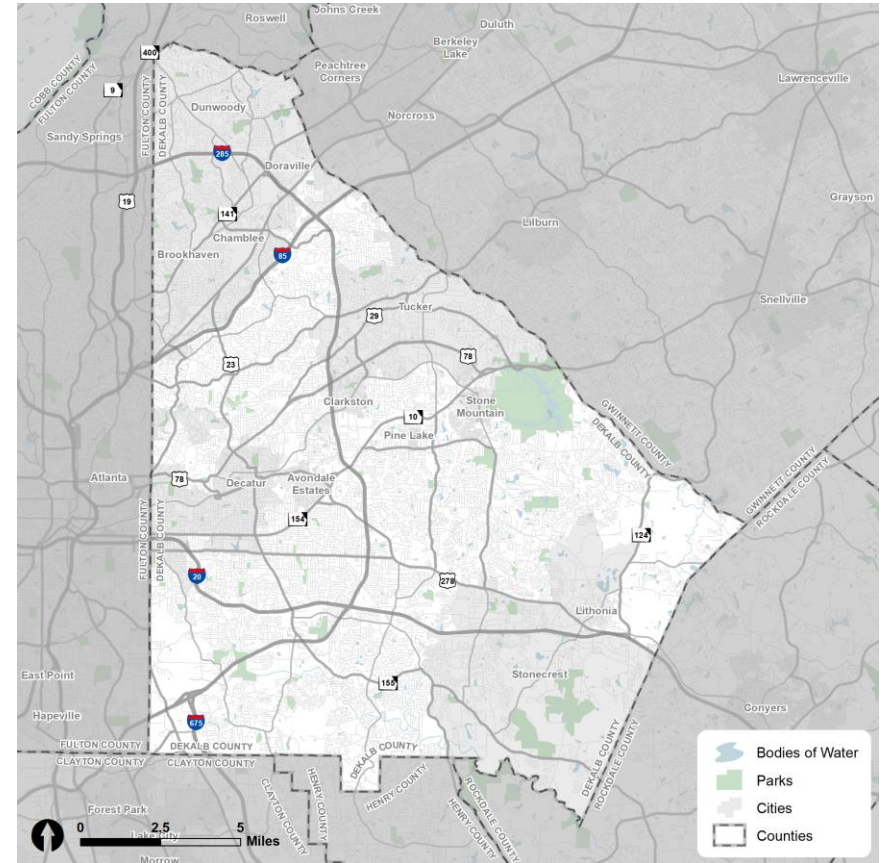 Roswell
Johns Creek
Duluth
Berkeley
Lake
400
Peachtree
Corners
Lawrenceville
COBB COUNTY
FULTON COUNTY
9
FULTON COUNTY
DEKALB COUNTY
Dunwoody
Norcross
Sandy Springs
285
Doraville
19
141
Grayson
Lilburn
Chamblee
Brookhaven
85
Snellville
Tucker
29
23
78
Clarkston
Stone
Mountain
10
Pine Lake
GWINNETT COUNTY
DEKALB COUNTY
Atlanta
78
Decatur
Avondale
Estates
GWINNETT COUNTY
ROCKDALE COUNTY
154
124
FULTON COUNTY
DEKALB COUNTY
20
278
Lithonia
East Point
155
Stonecrest
Conyers
Hapeville
675
FULTON COUNTY
CLAYTON COUNTY
DEKALB COUNTY
CLAYTON COUNTY
DEKALB COUNTY
HENRY COUNTY
DEKALB COUNTY
ROCKDALE COUNTY
CLAYTON COUNTY
HENRY COUNTY
ROCKDALE COUNTY
HENRY COUNTY
Forest Park
Lake City
Morrow
0 2.5 5
Miles
Bodies of Water
Parks
Cities
Counties